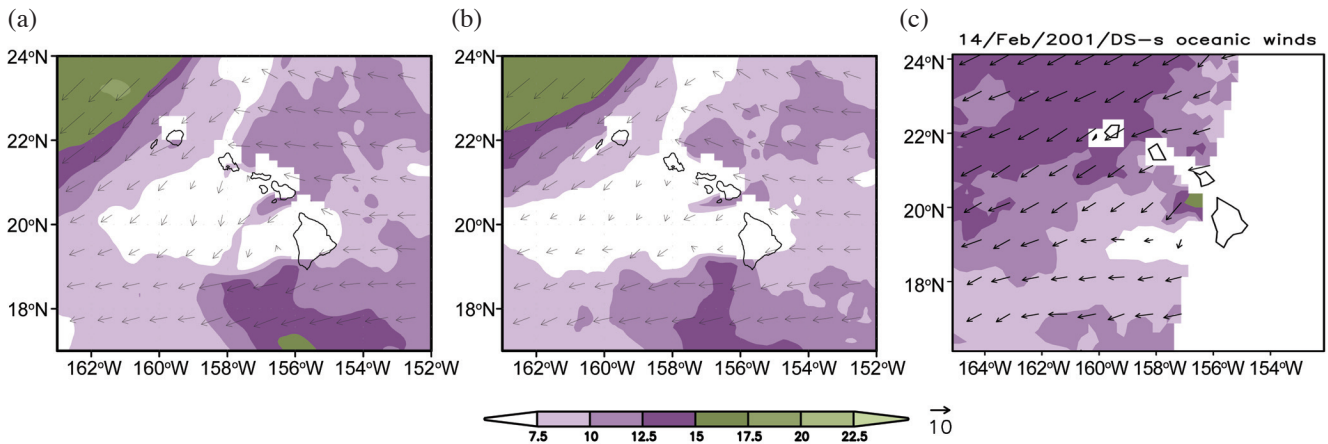 (a)
(b)
(c)
14/Feb/2001/DS-s oceanic winds
24°N
22°N
20°N
18°N
162°W 160°W 158°W 156°W 154°W 152°W
24°N
22°N
20°N
18°N
162°W 160°W 158°W 156°W 154°W 152°W
24°N
22°N
20°N
18°N
164°W 162°W 160°W 158°W 156°W 154°W
7.5 10 12.5 15 17.5 20 22.5
10